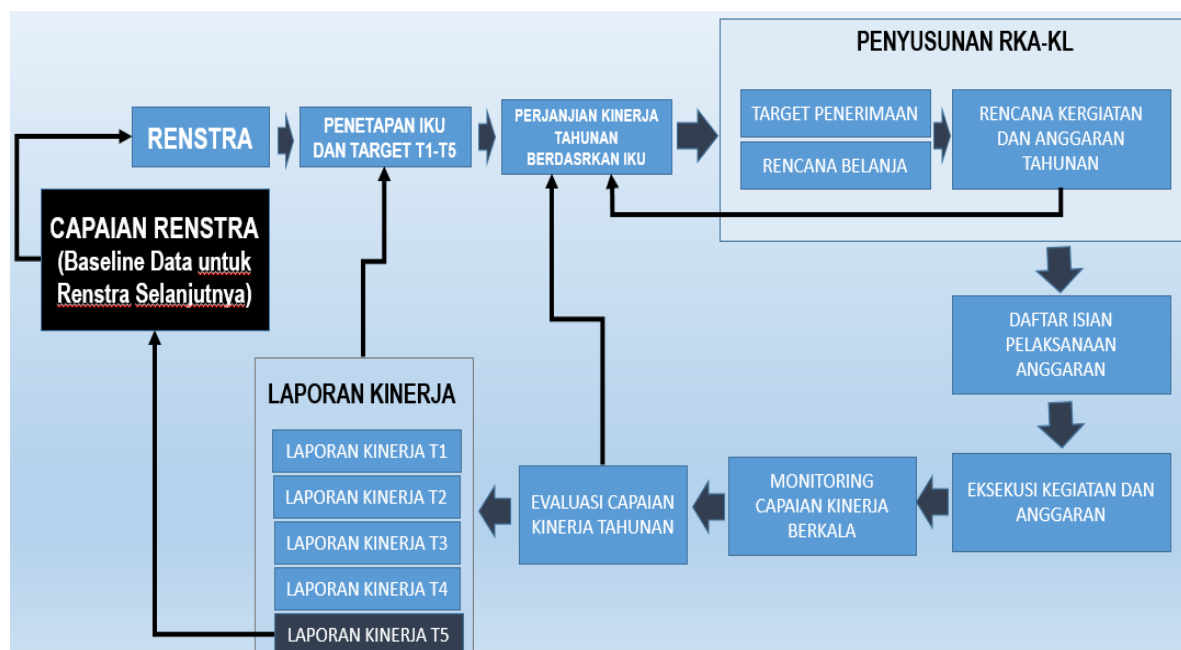 PENYUSUNAN RKA-KL
RENSTRA
PENETAPAN IKU
DAN TARGET T1-T5
PERJANJIAN KINERJA
TAHUNAN
BERDASRKAN IKU
TARGET PENERIMAAN
RENCANA BELANJA
RENCANA KERGIATAN
DAN ANGGARAN
TAHUNAN
CAPAIAN RENSTRA
(Baseline Data untuk
Renstra Selanjutnya)
DAFTAR ISIAN
PELAKSANAAN
ANGGARAN
EKSEKUSI KEGIATAN DAN
ANGGARAN
MONITORING
CAPAIAN KINERJA
BERKALA
EVALUASI CAPAIAN
KINERJA TAHUNAN
LAPORAN KINERJA
LAPORAN KINERJA T1
LAPORAN KINERJA T2
LAPORAN KINERJA T3
LAPORAN KINERJA T4
LAPORAN KINERJA T5